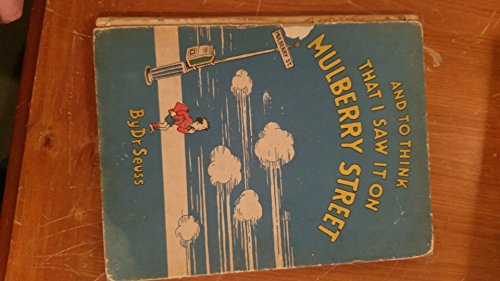 AND TO THINK
THAT I SAW IT ON
MULBERRY STREET
MULBERRY ST.
By Dr. Seuss